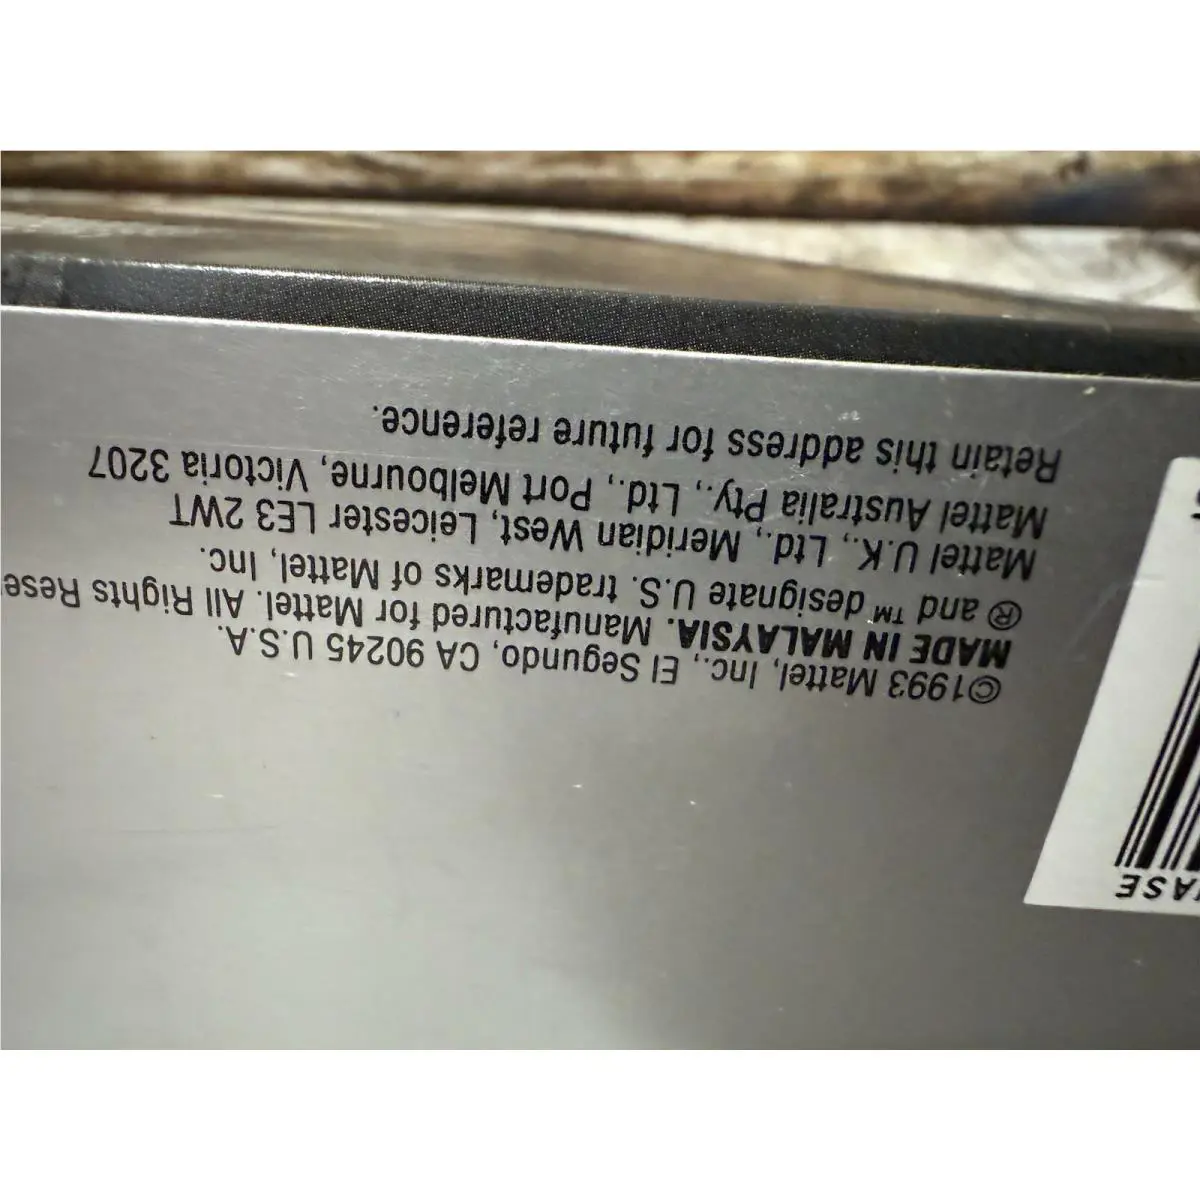 ©1993 Mattel, Inc., El Segundo, CA 90245 U.S.A.
MADE IN MALAYSIA. Manufactured for Mattel. All Rights Rese
® and ™ designate U.S. trademarks of Mattel, Inc.
Mattel U.K., Ltd., Meridian West, Leicester LE3 2WT
Mattel Australia Pty., Ltd., Port Melbourne, Victoria 3207
Retain this address for future reference.